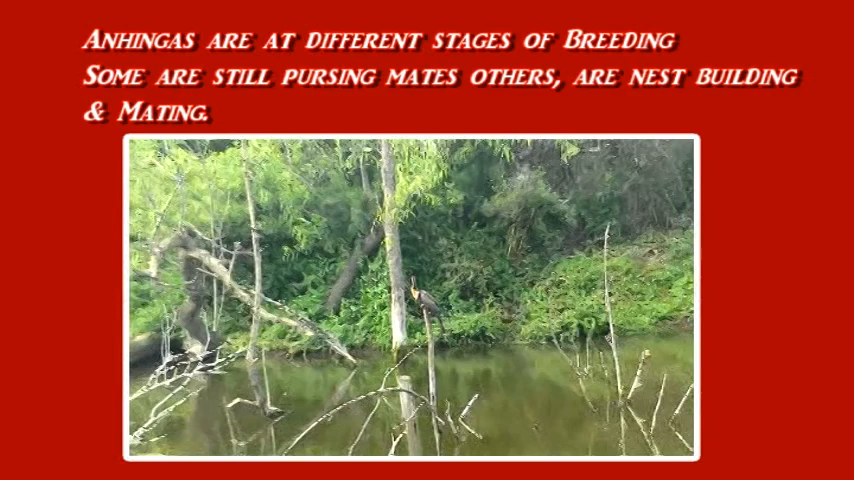 Anhingas are at different stages of Breeding
Some are still pursing mates others, are nest building
& Mating.